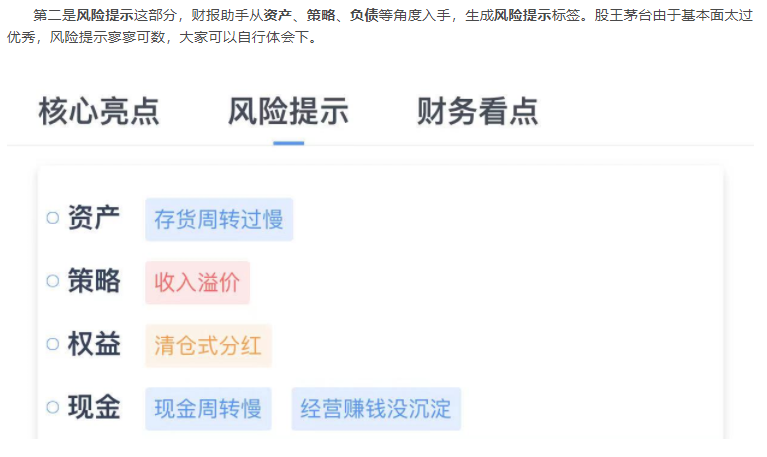 第二是风险提示这部分，财报助手从资产、策略、负债等角度入手，生成风险提示标签。股王茅台由于基本面太过
优秀，风险提示寥寥可数，大家可以自行体会下。
核心亮点 风险提示 财务看点
资产 存货周转过慢
策略 收入溢价
权益 清仓式分红
现金 现金周转慢 经营赚钱没沉淀